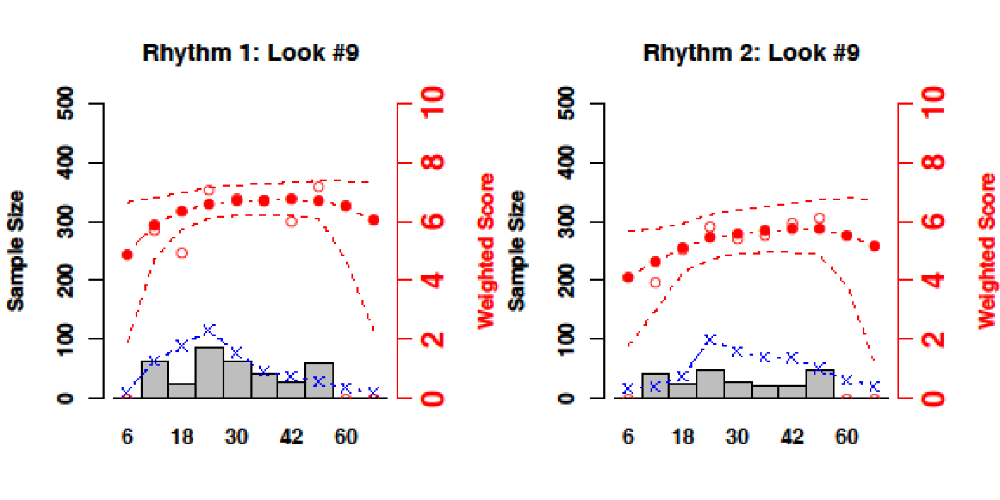 Rhythm 1: Look #9
Sample Size
0 100 200 300 400 500
6 18 30 42 60
0 2 4 6 8 10
Weighted Score
Rhythm 2: Look #9
Sample Size
0 100 200 300 400 500
6 18 30 42 60
0 2 4 6 8 10
Weighted Score